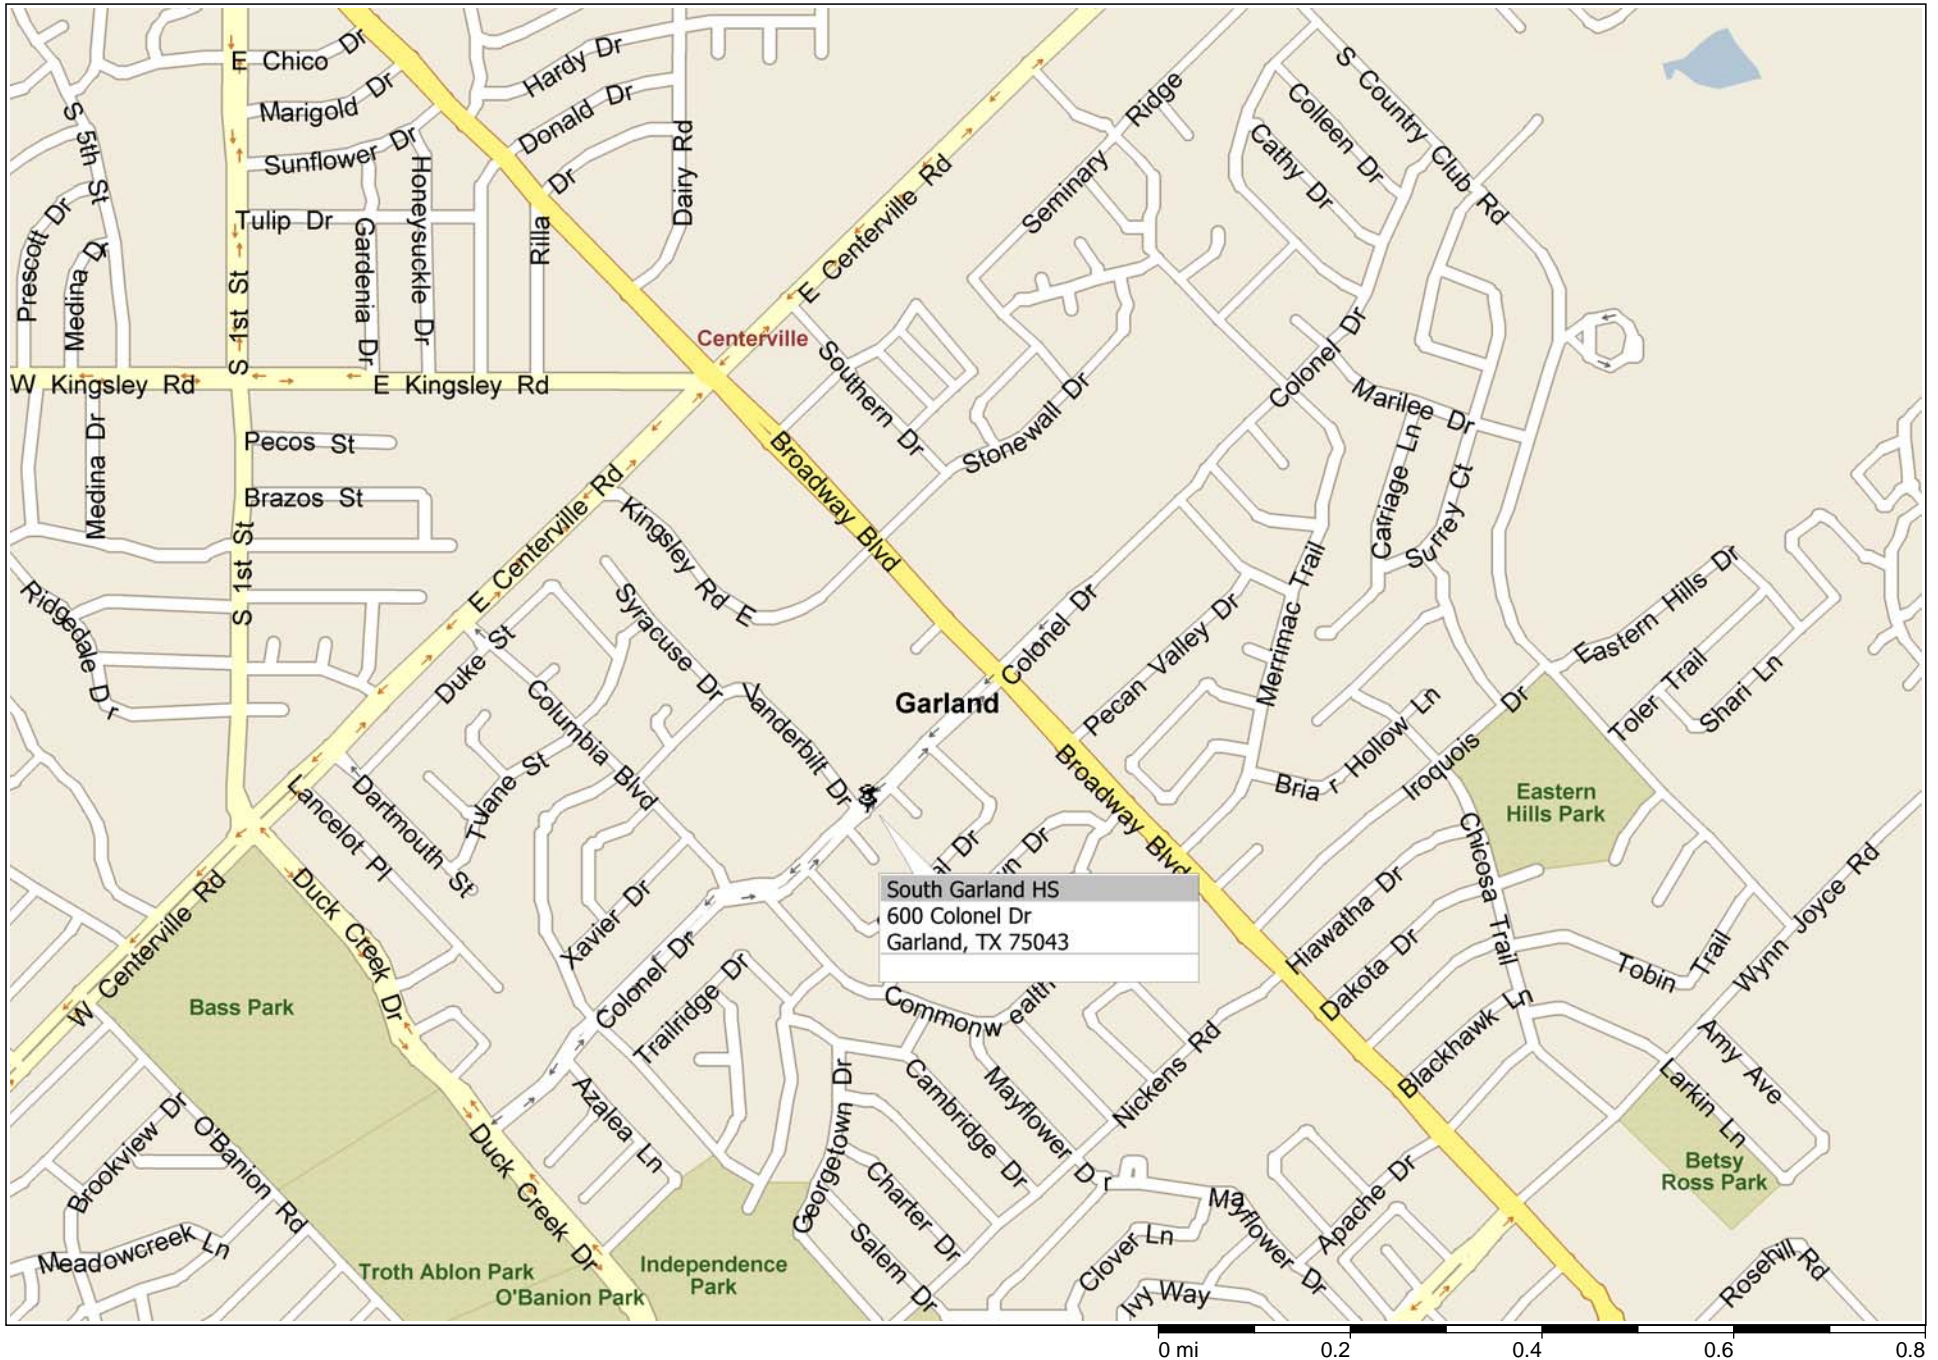 E Chico Dr
Hardy Dr
S Country Club Rd
Marigold Dr
Donald Dr
Seminary Ridge
Colleen Dr
S 5th St
Sunflower Dr
Honeysuckle Dr
Dairy Rd
Cathy Dr
Rilla Dr
E Centerville Rd
Prescott Dr
Medina Dr
Tulip Dr
Gardenia Dr
S 1st St
Centerville
Southern Dr
Colonel Dr
W Kingsley Rd
E Kingsley Rd
Stonewall Dr
Marilee Dr
Medina Dr
Pecos St
Broadway Blvd
Carriage Ln
Brazos St
Surrey Ct
E Centerville Rd
Kingsley Rd E
S 1st St
Merrimac Trail
Eastern Hills Dr
Ridgedale Dr
Syracuse Dr
Colonel Dr
Pecan Valley Dr
Duke St
Toler Trail
Shari Ln
Columbia Blvd
Vanderbilt Dr
Garland
Briar Hollow Ln
Iroquois Dr
Lancelot Pl
Dartmouth St
Tulane St
Broadway Blvd
Eastern
Hills Park
Chicosa Trail
al Dr
yn Dr
W Centerville Rd
Duck Creek Dr
Xavier Dr
South Garland HS
600 Colonel Dr
Garland, TX 75043
Hiawatha Dr
Wynn Joyce Rd
Colonel Dr
Trailridge Dr
Dakota Dr
Tobin Trail
Bass Park
Commonwealth
Blackhawk Ln
Amy Ave
Nickens Rd
Larkin Ln
Azalea Ln
Georgetown Dr
Cambridge Dr
Mayflower Dr
Brookview Dr
O'Banion Rd
Duck Creek Dr
Charter Dr
Mayflower Dr
Apache Dr
Betsy
Ross Park
Meadowcreek Ln
Salem Dr
Clover Ln
Independence
Park
Troth Ablon Park
O'Banion Park
Ivy Way
Rosehill Rd
0 mi 0.2 0.4 0.6 0.8